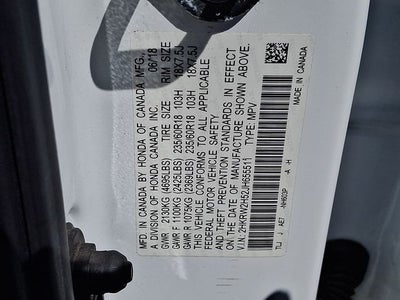 MFD. IN CANADA BY HONDA OF CANADA MFG.,
A DIVISION OF HONDA CANADA INC. 06/18
TIRE SIZE RIM SIZE
GVWR 2130KG (4695LBS)
GAWR F 1100KG (2425LBS) 235/60R18 103H 18X7.5J
GAWR R 1075KG (2369LBS) 235/60R18 103H 18X7.5J
THIS VEHICLE CONFORMS TO ALL APPLICABLE
FEDERAL MOTOR VEHICLE SAFETY
AND THEFT PREVENTION STANDARDS IN EFFECT
ON THE DATE OF MANUFACTURE SHOWN ABOVE.
TYPE: MPV
MADE IN CANADA